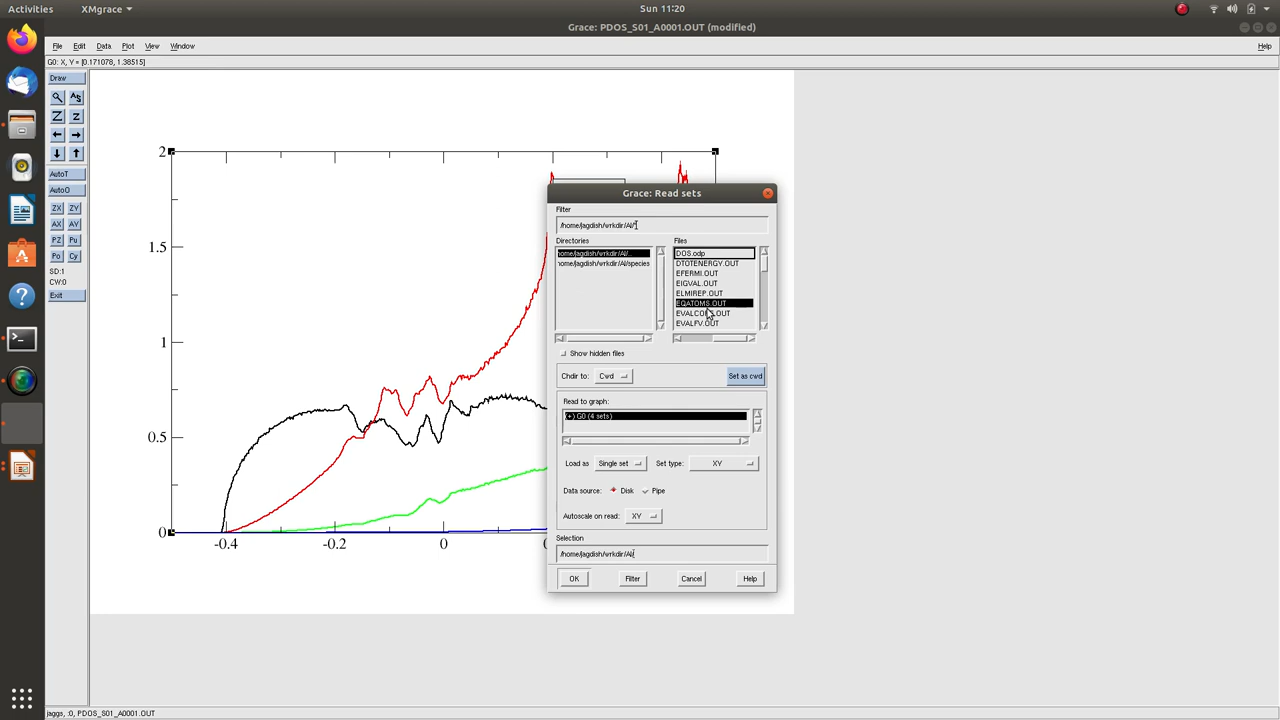 Activities XMgrace Sun 11:20
Grace: PDOS_S01_A0001.OUT (modified)
File Edit Data Plot View Window Help
G0: X, Y = [0.171078, 1.38515]
Draw
AS
Z z
AutoT
AutoO
ZX ZY
AX AY
PZ Pu
Po Cy
SD:1
CW:0
Exit
2
1.5
1
0.5
0
-0.4 -0.2 0
Grace: Read sets
Filter
/home/jagdish/wrkdir/Al/*
Directories Files
home/jagdish/wrkdir/Al/..
home/jagdish/wrkdir/Al/species
DOS.odp
DTOTENERGY.OUT
EFERMI.OUT
EIGVAL.OUT
ELMIREP.OUT
EQATOMS.OUT
EVALFV.OUT
Show hidden files
Chdir to: Cwd Set as cwd
Read to graph:
(+) G0 (4 sets)
Load as Single set Set type: XY
Data source: Disk Pipe
Autoscale on read: XY
Selection
/home/jagdish/wrkdir/Al/
OK Filter Cancel Help
jaggs, :0, PDOS_S01_A0001.OUT